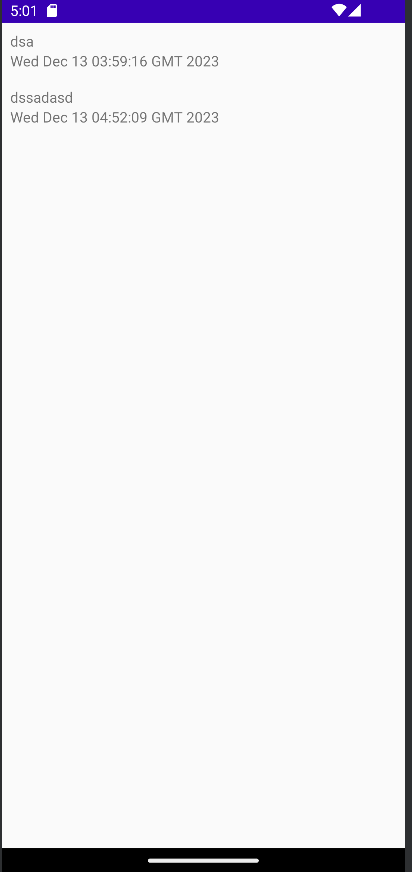 5:01
dsa
Wed Dec 13 03:59:16 GMT 2023
dssadasd
Wed Dec 13 04:52:09 GMT 2023